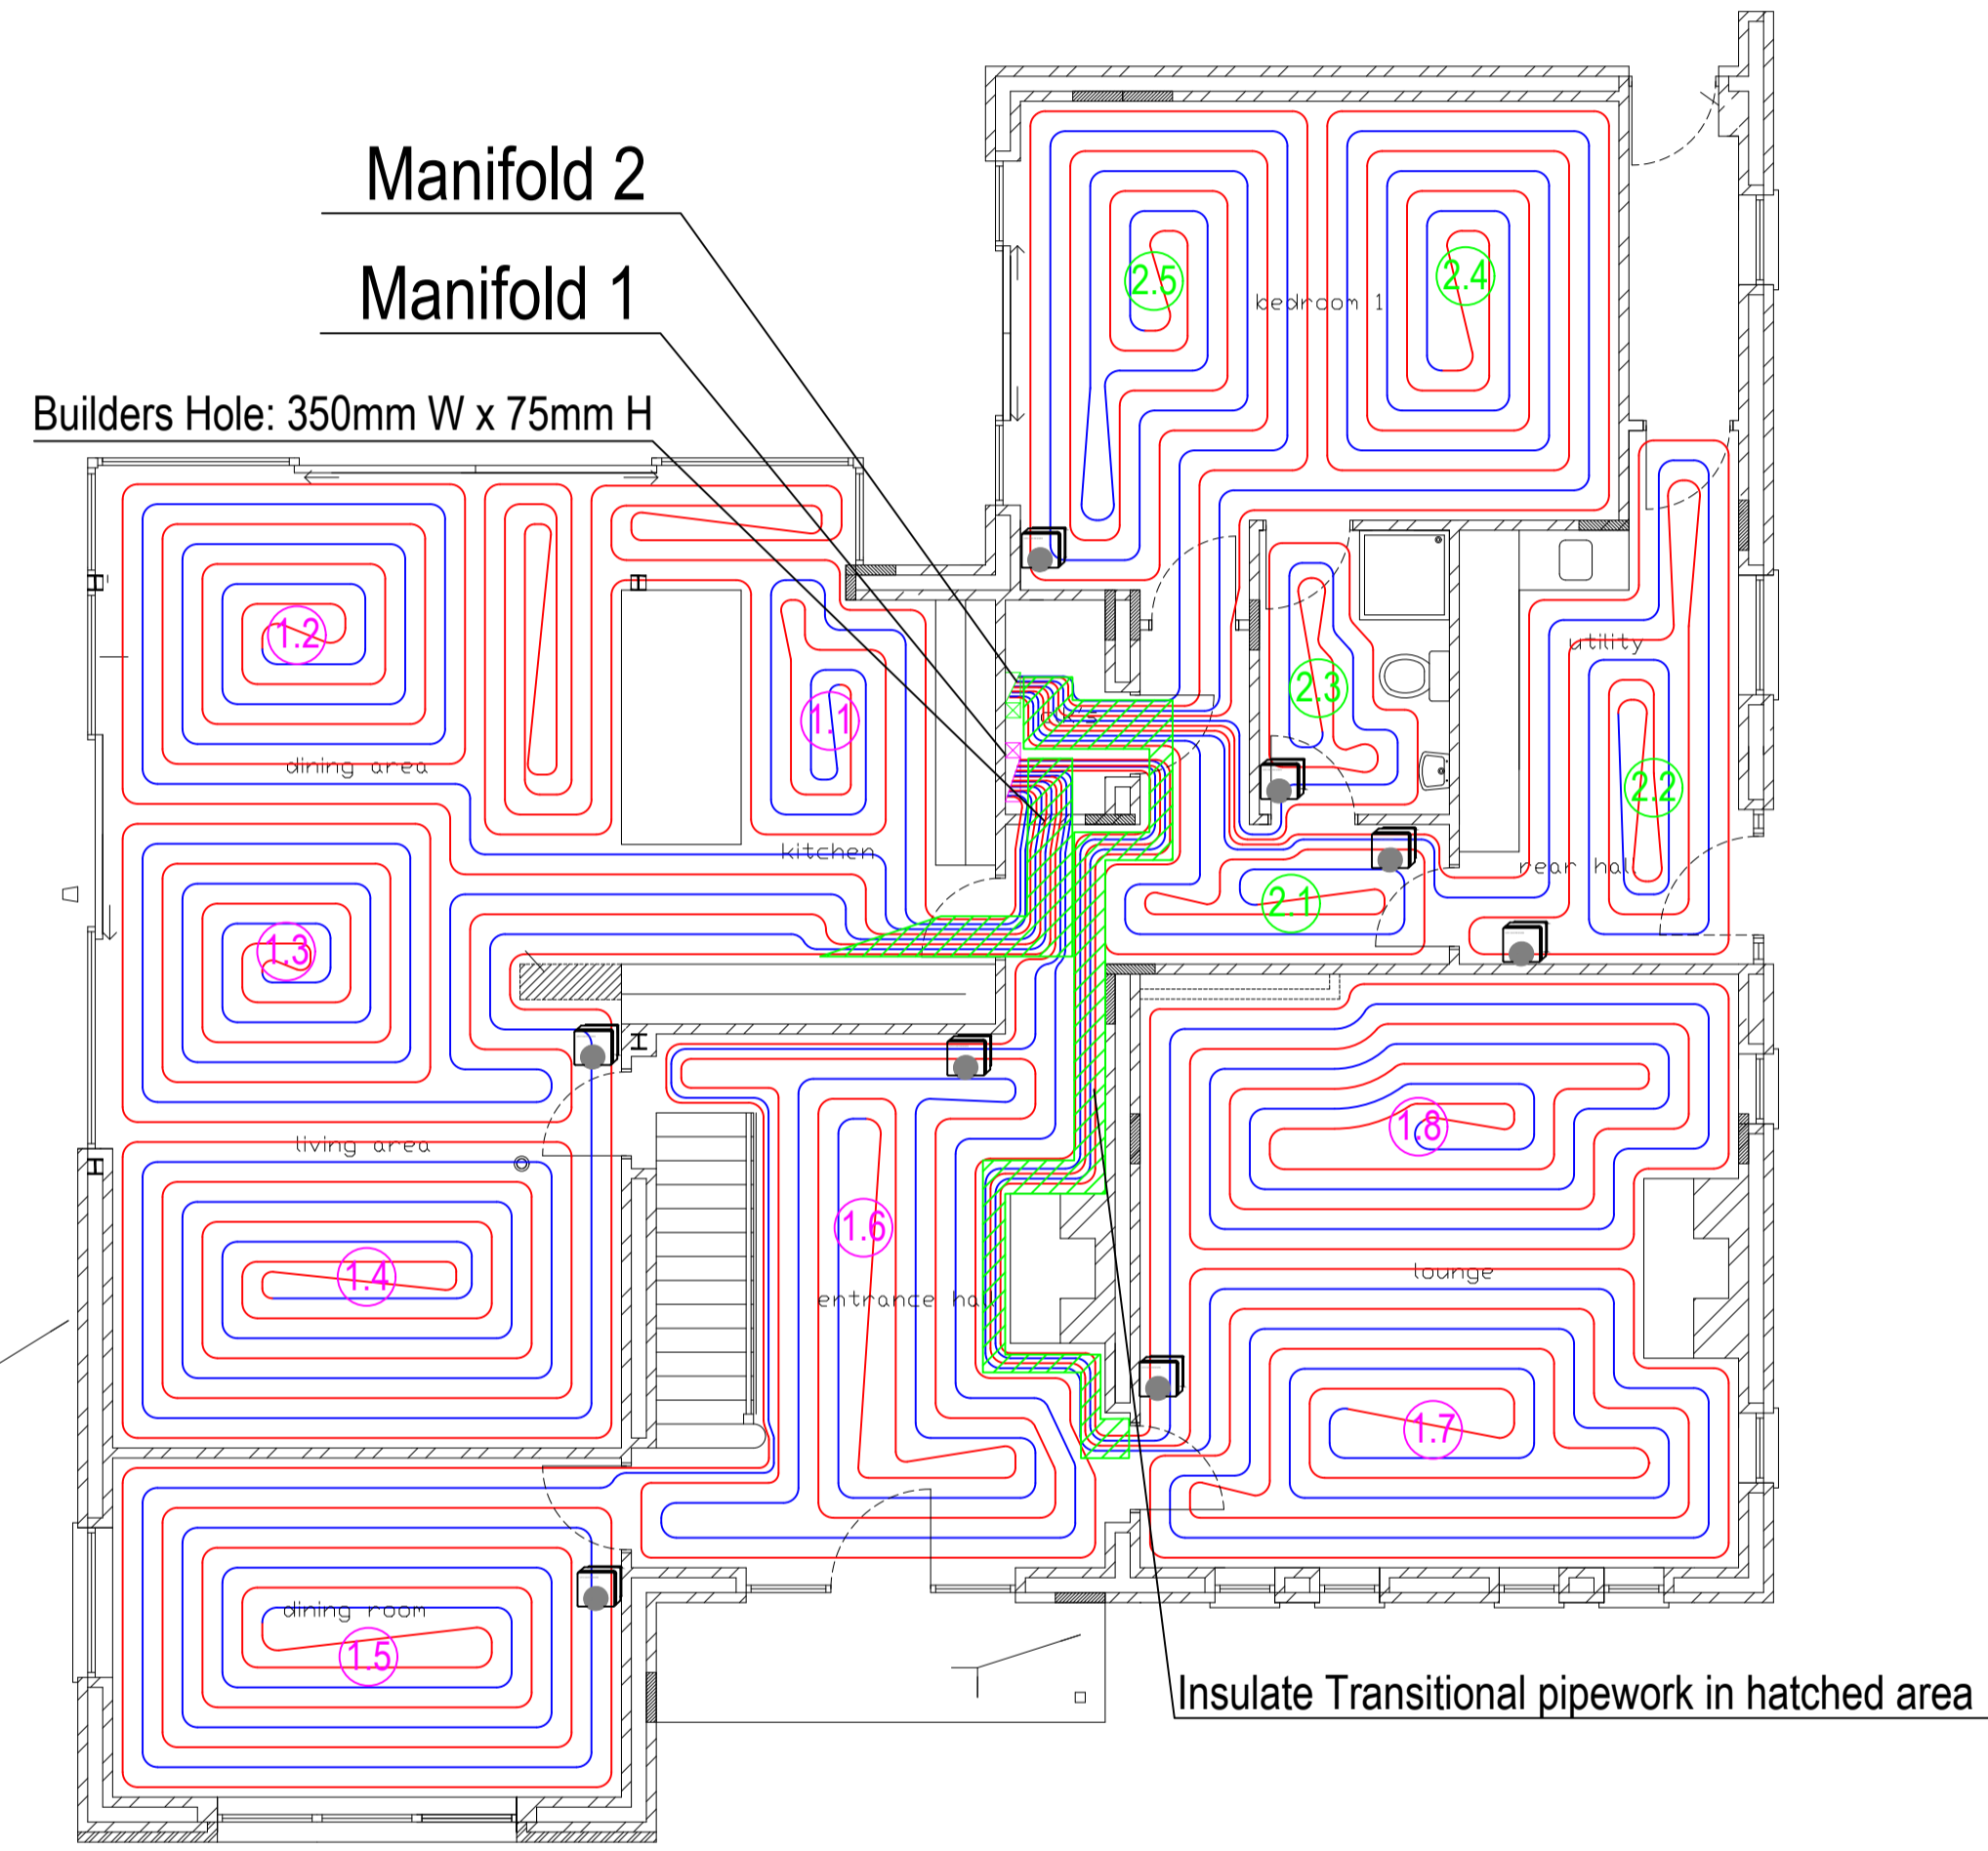 Manifold 2
Manifold 1
Builders Hole: 350mm W x 75mm H
2.5
2.4
bedroom 1
1.2
1.1
2.3
utility
2.2
dining area
kitchen
rear hall
2.1
1.3
living area
1.8
1.4
1.6
entrance hall
lounge
1.7
dining room
1.5
Insulate Transitional pipework in hatched area